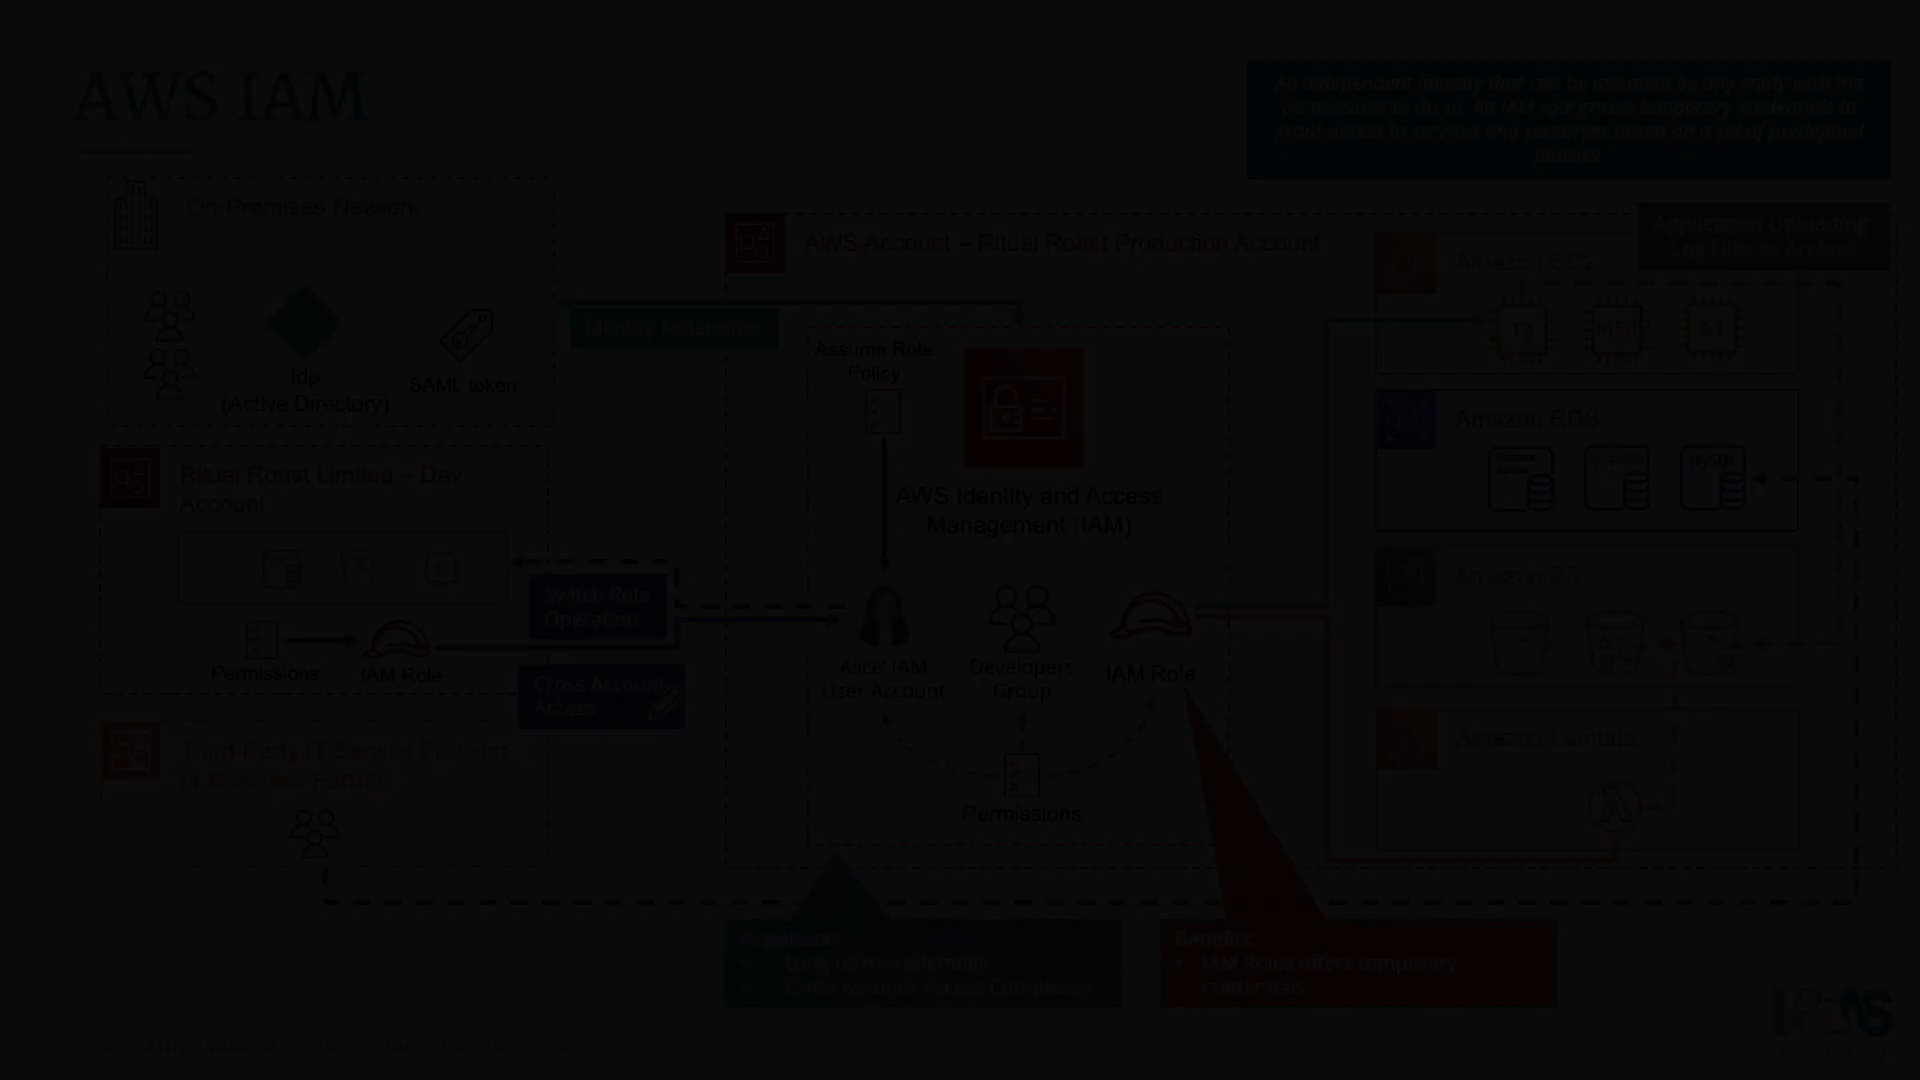 AWS IAM
An independent identity that can be assumed by any entity with the
permissions to do so. An IAM role grants temporary credentials to
grant access to services and resources based on a set of predefined
On-Premises Network
Idp
(Active Directory)
SAML token
Identity Federation
AWS Account – Ritual Roast Production Account
Application Uploading
Log Files to Archive
Amazon EC2
T3
M5d
A1
Assume Role
Policy
AWS Identity and Access
Management (IAM)
Amazon RDS
MySQL
Ritual Roast Limited – Dev
Account
Permissions
IAM Role
Switch Role
Operation
Cross Account
Access
Alice! IAM
User Account
Developers
Group
IAM Role
Permissions
Amazon S3
Amazon Lambda
Third Party IT Service Provider
or Business Partner
Drawbacks:
Long term credentials
Cross Account Access Complexity
Benefits:
• IAM Roles offers temporary
credentials